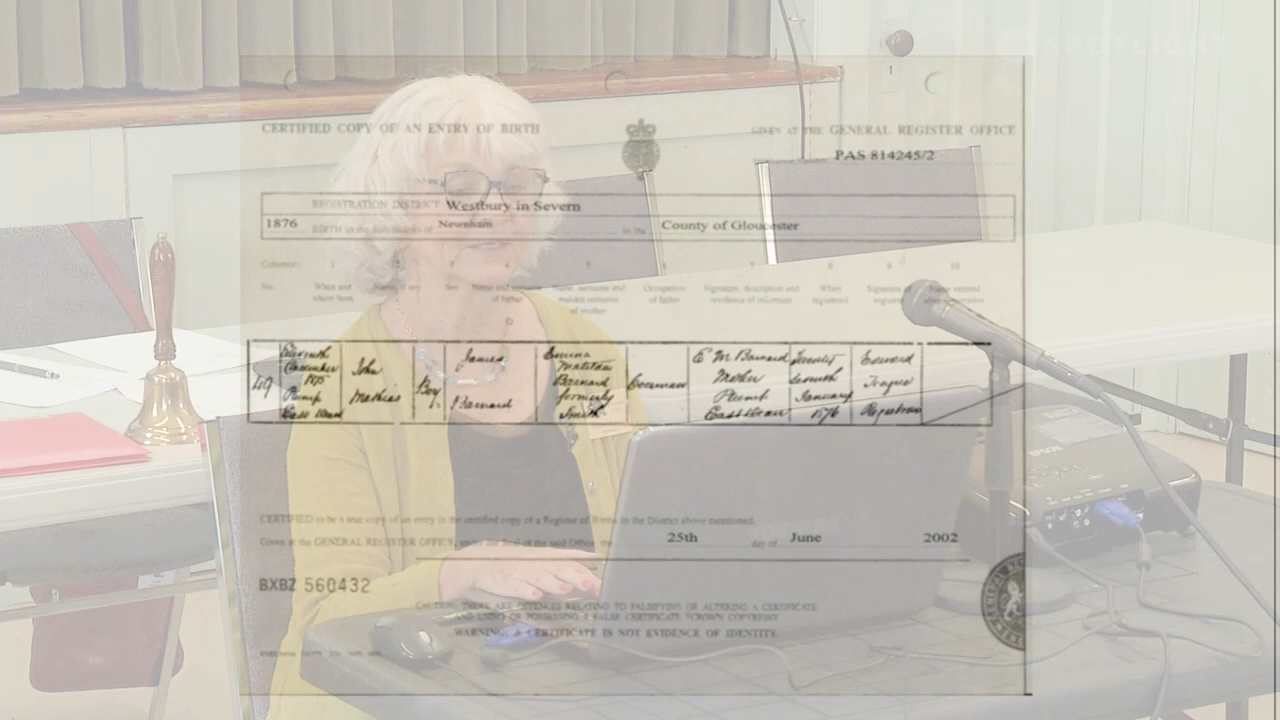 SPOTLIGHT
CERTIFIED COPY OF AN ENTRY OF BIRTH
GIVEN AT THE GENERAL REGISTER OFFICE
PAS 814245/2
REGISTRATION DISTRICT Westbury in Severn
1876 BIRTH in the Sub-district of Newnham in the County of Gloucester
Columns:- 1 2 3 4 5 6 7 8 9 10
No. When and where born Name, if any Sex Name and of father Name, surname and maiden surname of mother Occupation of father Signature, description and residence of informant When registered Signature of registrar Name entered after registration
419 John Mathias Boy James Barnard Emma Matilda Barnard formerly Smith E M Barnard Mother Plump January 1876 Edward Teague Registrar
CERTIFIED to be a true copy of an entry in the certified copy of a Register of Births in the District above mentioned.
Given at the GENERAL REGISTER OFFICE, under the Seal of the said Office, the 25th day of June 2002
BXBZ 560432
CAUTION: THERE ARE OFFENCES RELATING TO FALSIFYING OR ALTERING A CERTIFICATE
AND USING OR POSSESSING A FALSE CERTIFICATE ©CROWN COPYRIGHT
WARNING: A CERTIFICATE IS NOT EVIDENCE OF IDENTITY.
EPSON